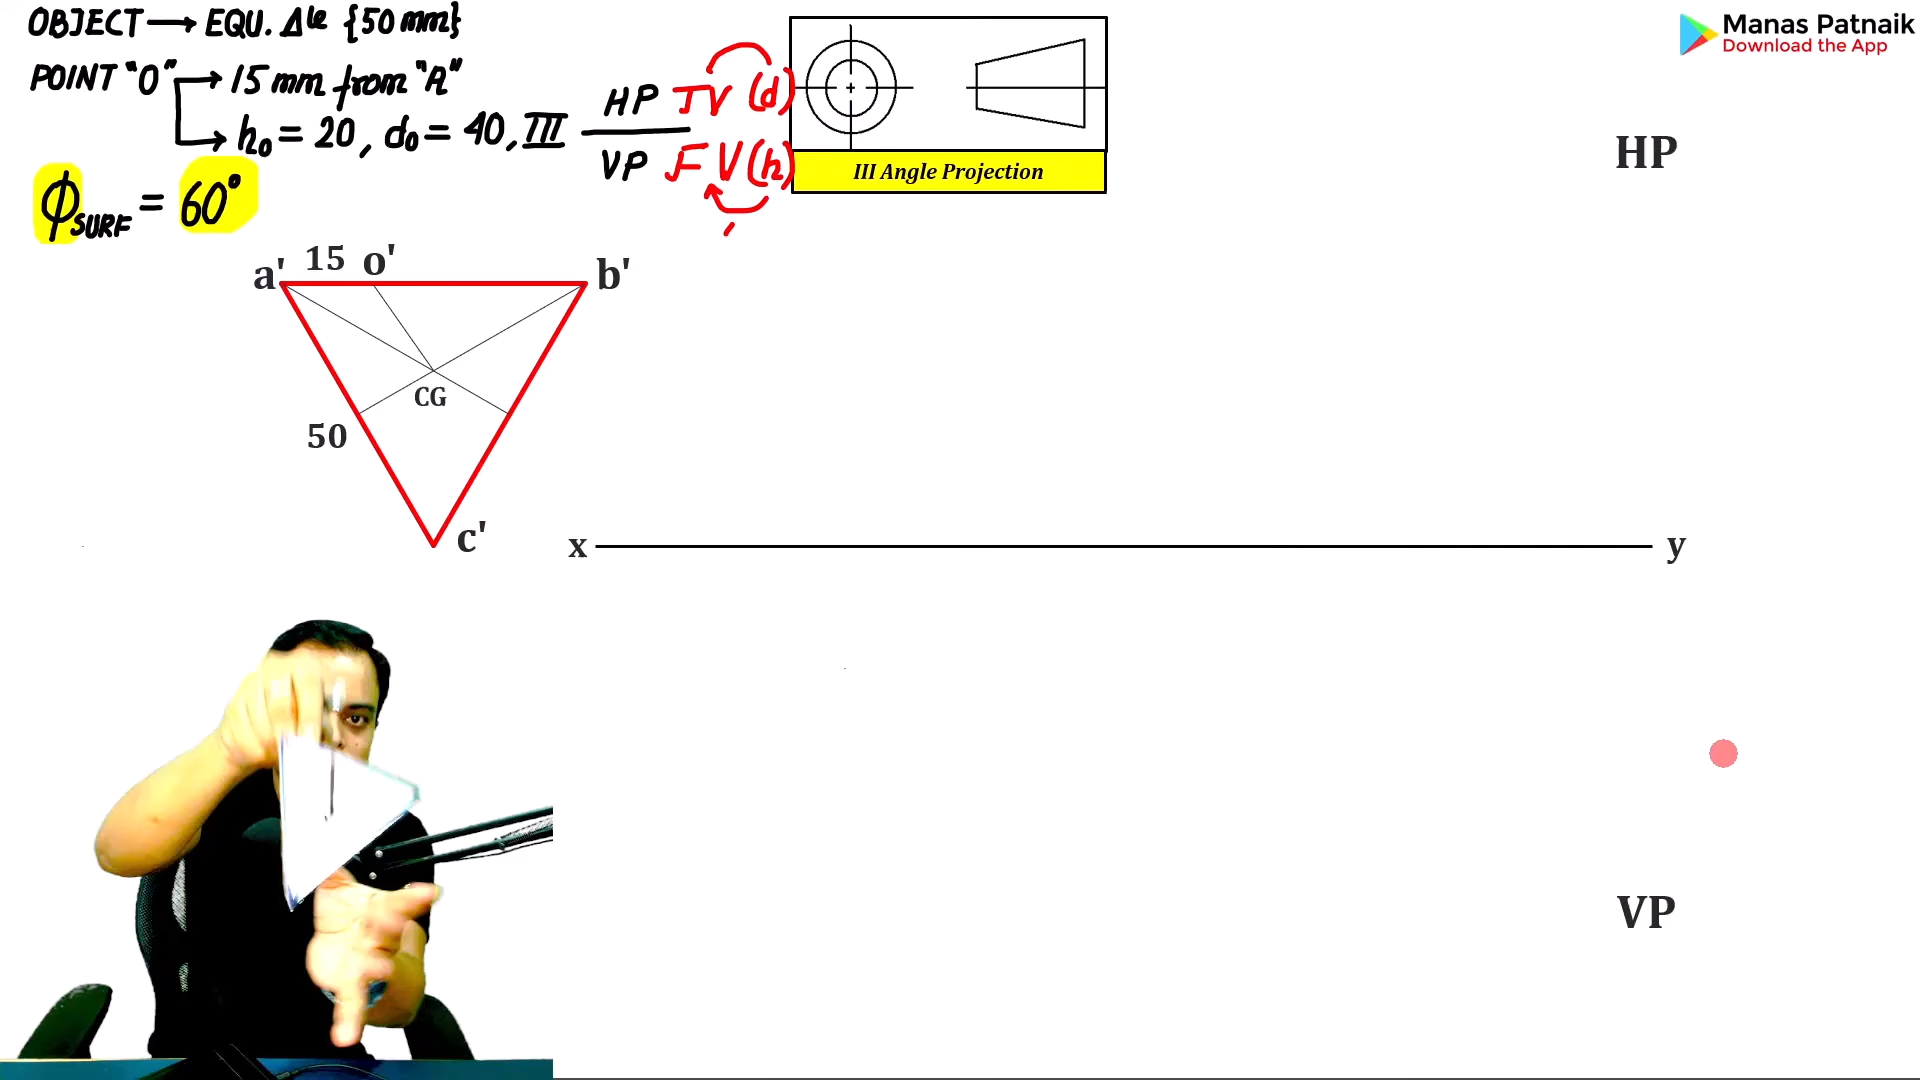 OBJECT → EQU. Δle {50 mm}
POINT "O" → 15 mm from "A"
→ h₀ = 20, d₀ = 40, III
HP TV (d)
VP FV (h)
ϕSURF = 60°
III Angle Projection
Manas Patnaik
Download the App
HP
a' 15 o' b'
CG
50
c'
x y
VP